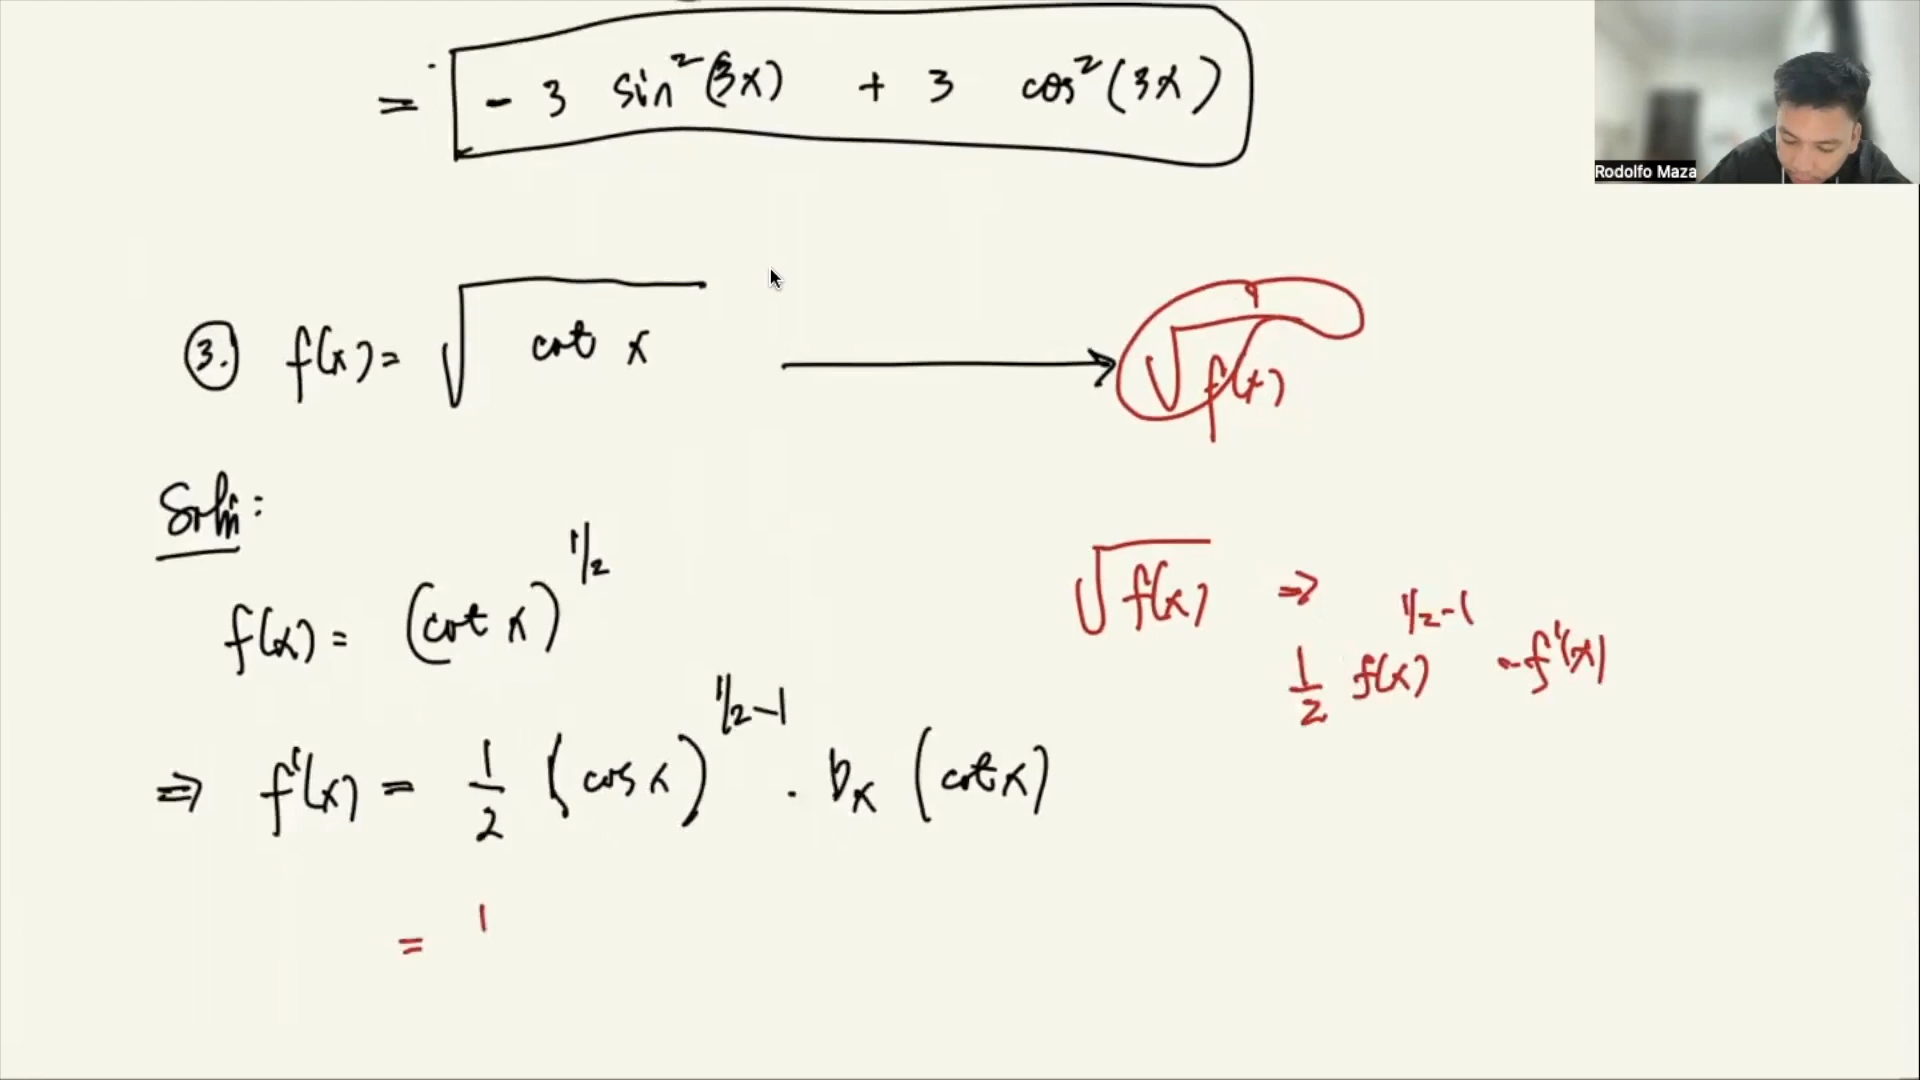 = - 3 sin²(3x) + 3 cos²(3x)
Rodolfo Maza
3. f(x) = √cot x → √f(x)
Soln:
f(x) = (cot x)^1/2
√f(x) ⇒
1/2 f(x)^1/2-1 · f'(x)
⇒ f'(x) = 1/2 (cos x)^1/2-1 · Dx (cot x)
= 1